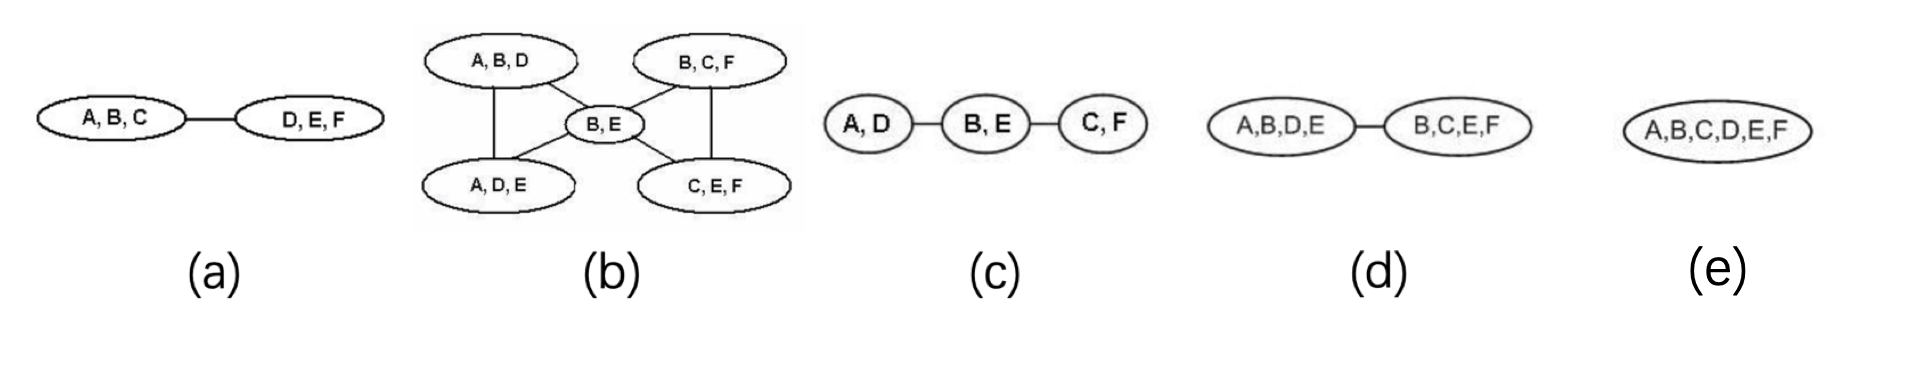 A, B, C
D, E, F
(a)
A, B, D
B, C, F
B, E
A, D, E
C, E, F
(b)
A, D
B, E
C, F
(c)
A,B,D,E
B,C,E,F
(d)
A,B,C,D,E,F
(e)